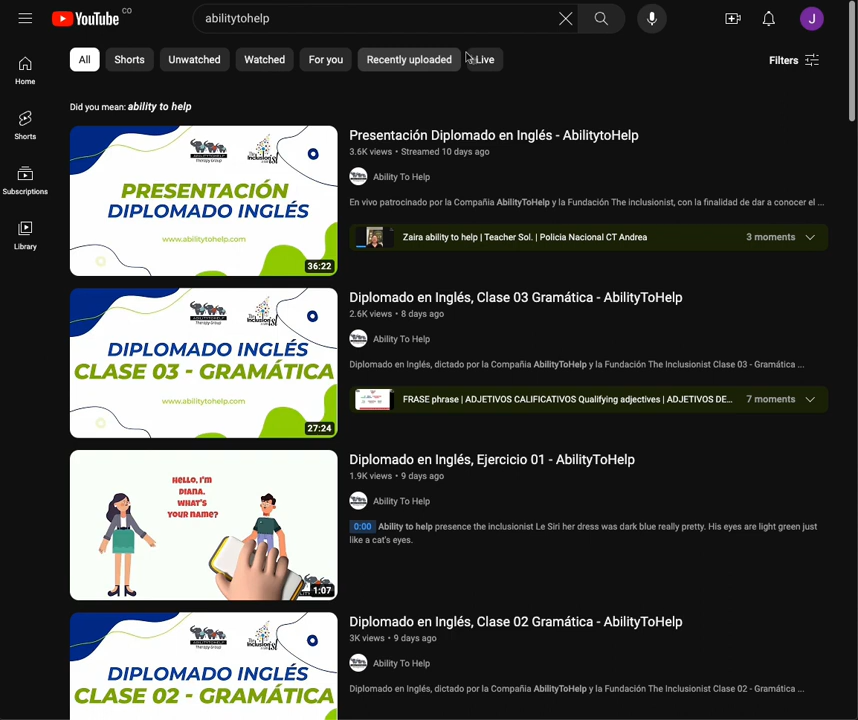 YouTube CO
abilitytohelp
J
All
Shorts
Unwatched
Watched
For you
Recently uploaded
Live
Filters
Home
Shorts
Subscriptions
Library
Did you mean: ability to help
PRESENTACIÓN
DIPLOMADO INGLÉS
www.abilitytohelp.com
36:22
Presentación Diplomado en Inglés - AbilitytoHelp
3.6K views • Streamed 10 days ago
Ability To Help
En vivo patrocinado por la Compañia AbilityToHelp y la Fundación The inclusionist, con la finalidad de dar a conocer el ...
Zaira ability to help | Teacher Sol. | Policia Nacional CT Andrea
3 moments
DIPLOMADO INGLÉS
CLASE 03 - GRAMÁTICA
www.abilitytohelp.com
27:24
Diplomado en Inglés, Clase 03 Gramática - AbilityToHelp
2.6K views • 8 days ago
Ability To Help
Diplomado en Inglés, dictado por la Compañia AbilityToHelp y la Fundación The Inclusionist Clase 03 - Gramática ...
FRASE phrase | ADJETIVOS CALIFICATIVOS Qualifying adjectives | ADJETIVOS DE...
7 moments
HELLO, I'M
DIANA.
WHAT'S
YOUR NAME?
1:07
Diplomado en Inglés, Ejercicio 01 - AbilityToHelp
1.9K views • 9 days ago
Ability To Help
0:00 Ability to help presence the inclusionist Le Siri her dress was dark blue really pretty. His eyes are light green just
like a cat's eyes.
DIPLOMADO INGLÉS
CLASE 02 - GRAMÁTICA
Diplomado en Inglés, Clase 02 Gramática - AbilityToHelp
3K views • 9 days ago
Ability To Help
Diplomado en Inglés, dictado por la Compañia AbilityToHelp y la Fundación The Inclusionist Clase 02 - Gramática ...